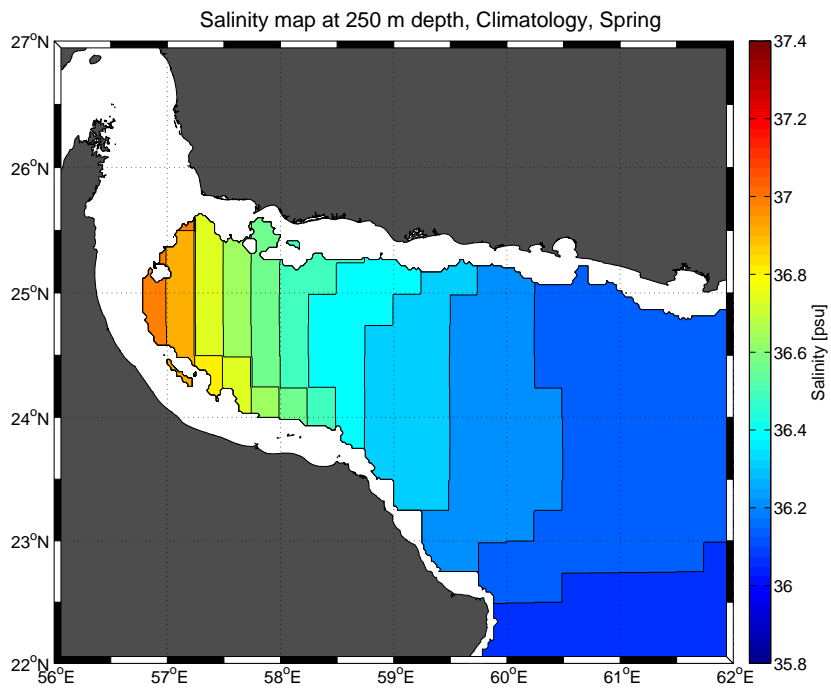 Salinity map at 250 m depth, Climatology, Spring
27°N
26°N
25°N
24°N
23°N
22°N
56°E
57°E
58°E
59°E
60°E
61°E
62°E
37.4
37.2
37
36.8
36.6
36.4
36.2
36
35.8
Salinity [psu]